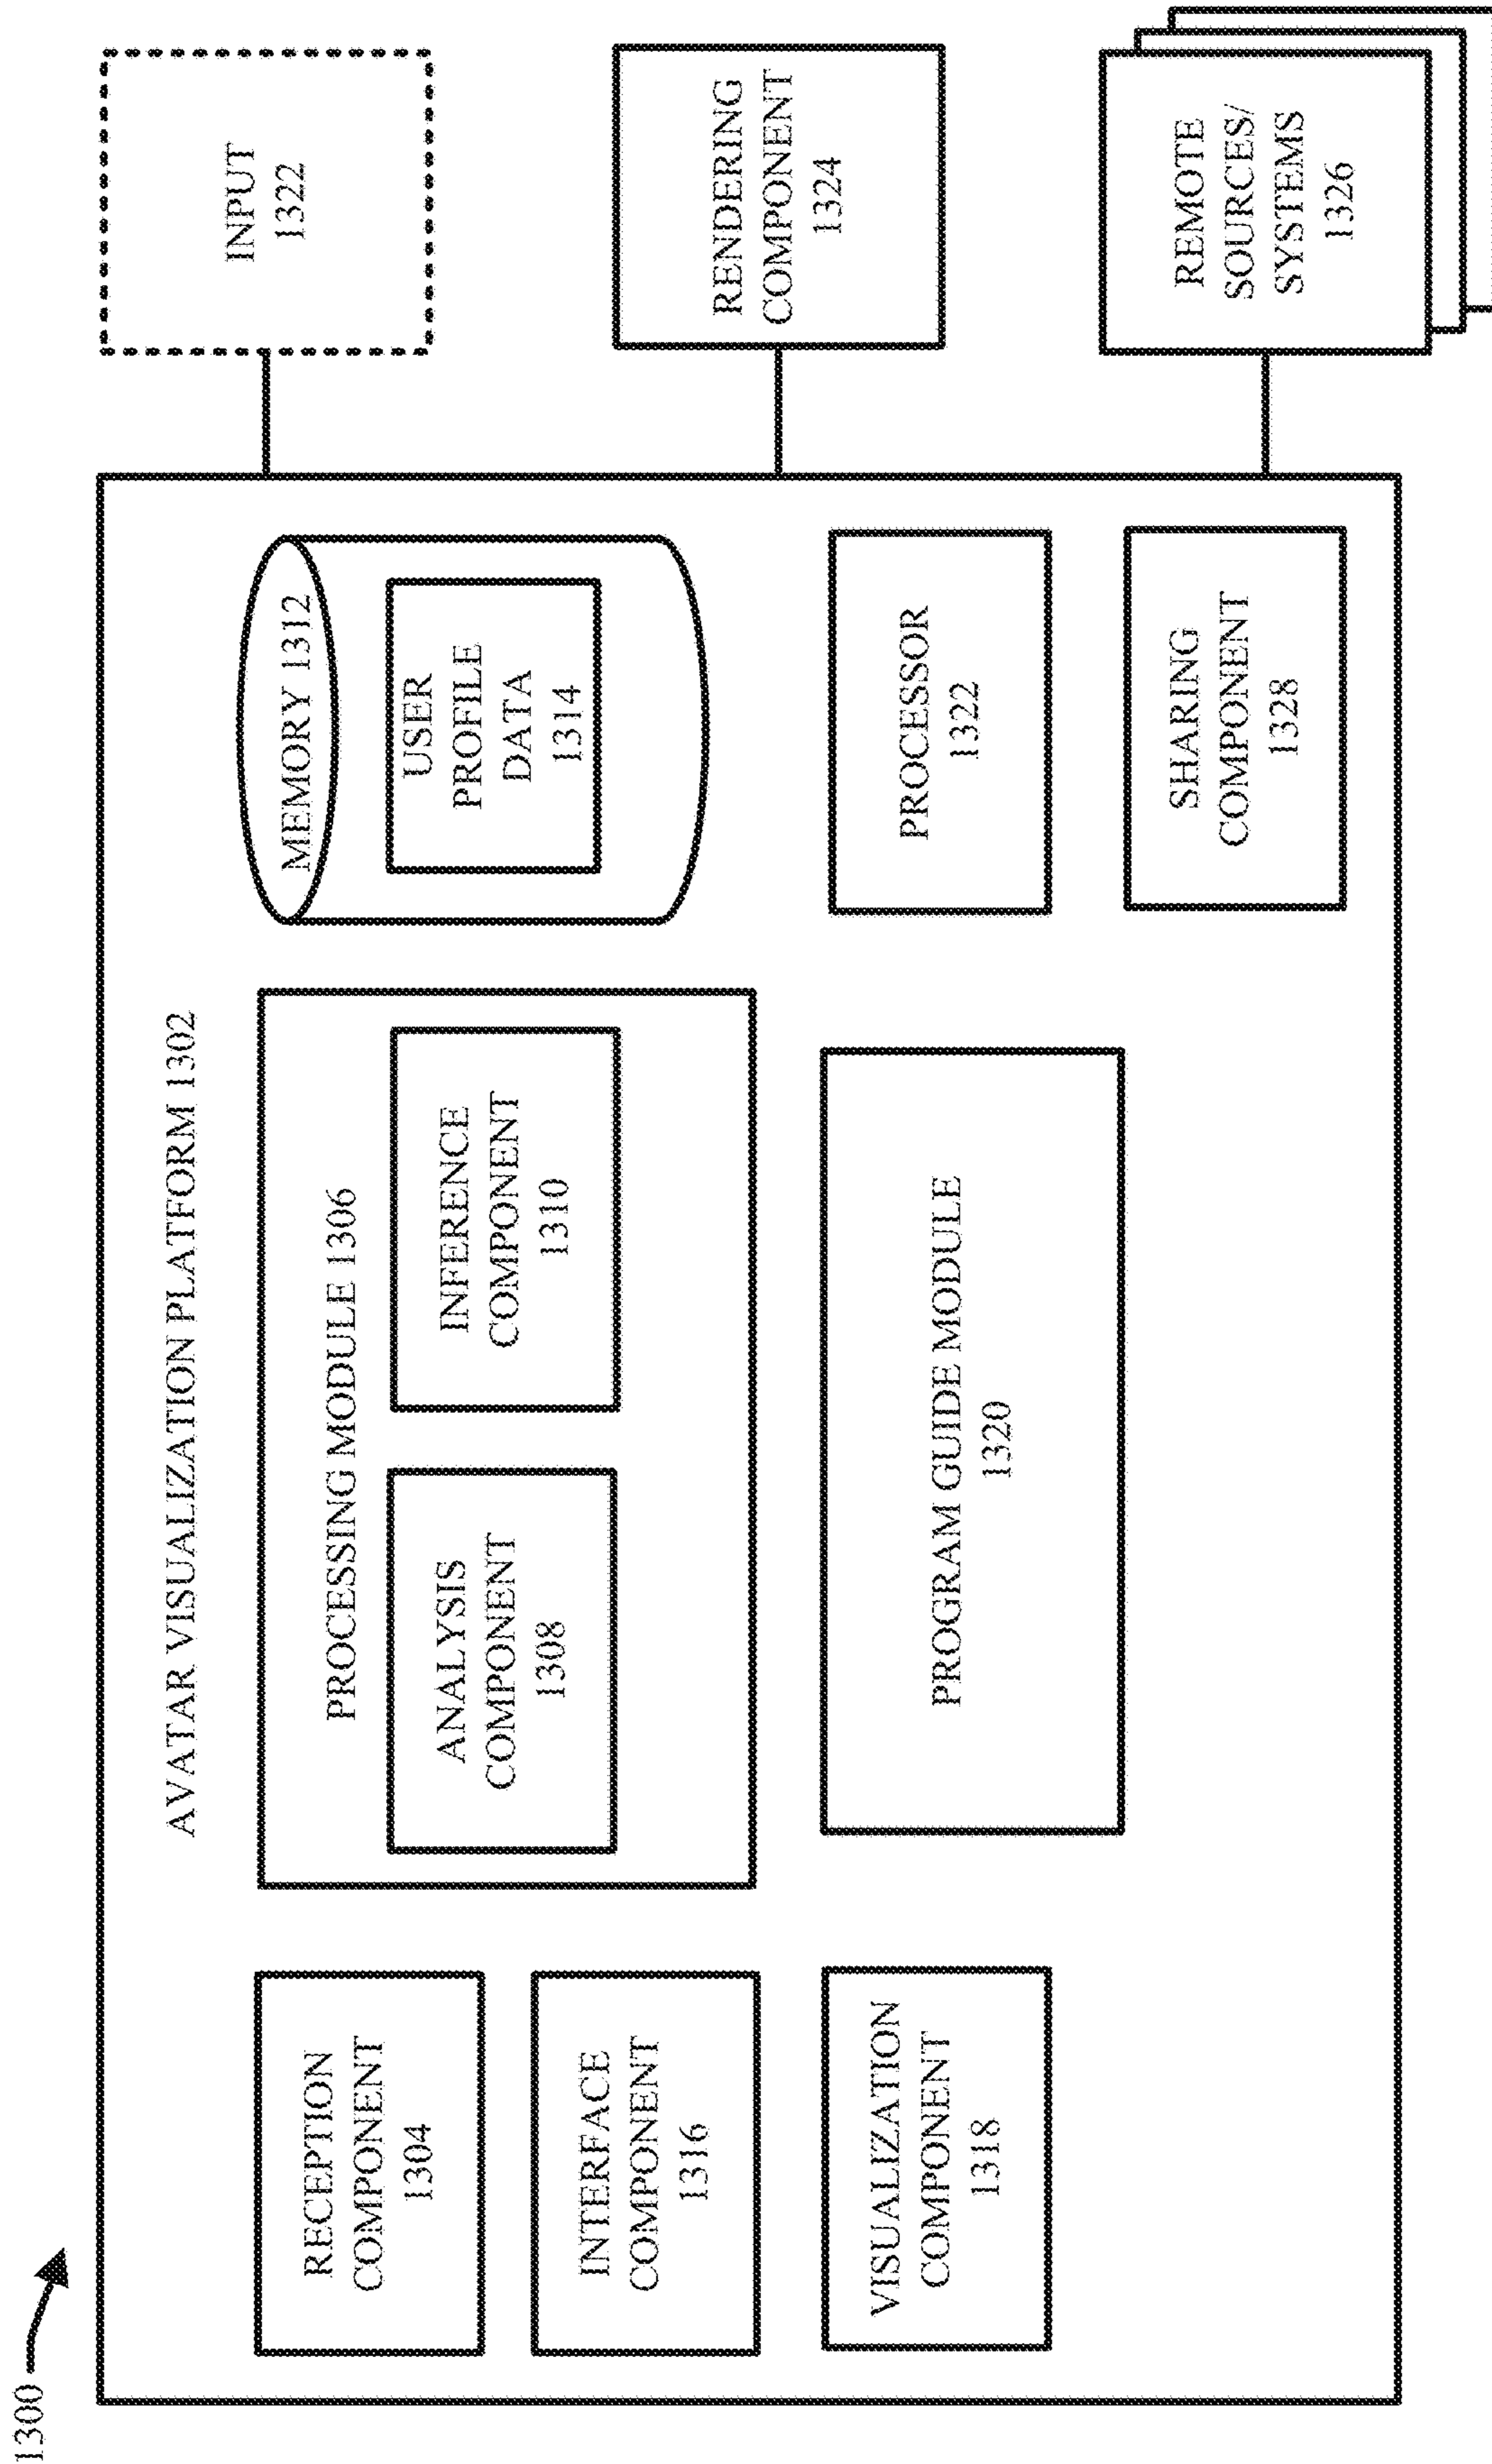 1300
AVATAR VISUALIZATION PLATFORM 1302
RECEPTION
COMPONENT
1304
INTERFACE
COMPONENT
1316
VISUALIZATION
COMPONENT
1318
PROCESSING MODULE 1306
ANALYSIS
COMPONENT
1308
INFERENCE
COMPONENT
1310
PROGRAM GUIDE MODULE
1320
MEMORY 1312
USER
PROFILE
DATA
1314
PROCESSOR
1322
SHARING
COMPONENT
1328
INPUT
1322
RENDERING
COMPONENT
1324
REMOTE
SOURCES/
SYSTEMS
1326